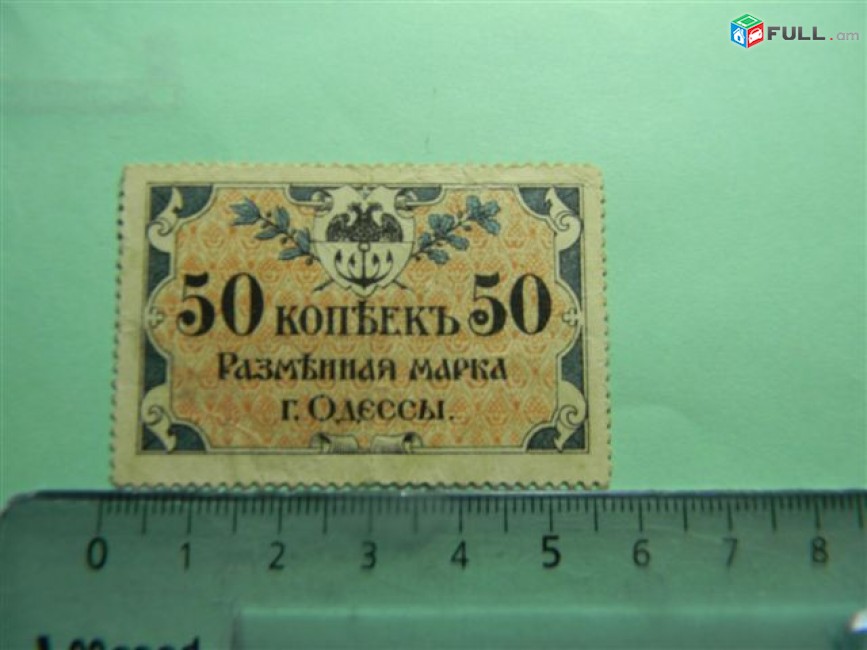 FULL.am
50 КОПѢЕКЪ 50
Размѣнная марка
г. Одессы.
0 1 2 3 4 5 6 7 8